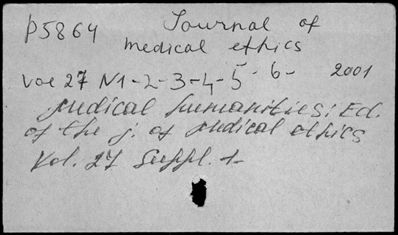 p5864 Journal of
medical ethics
vol 27 N1-2-3-4-5-6- 2001
Medical humanities: Ed.
of the j. of Medical ethics
Vol. 27 Suppl. 1-